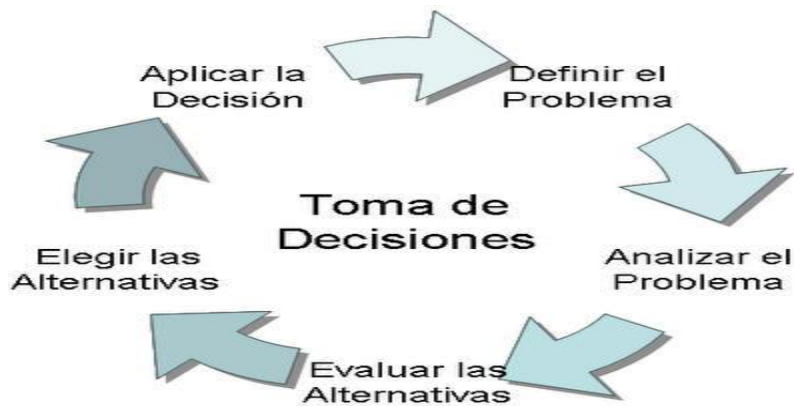 Aplicar la
Decisión
Definir el
Problema
Toma de
Decisiones
Elegir las
Alternativas
Analizar el
Problema
Evaluar las
Alternativas